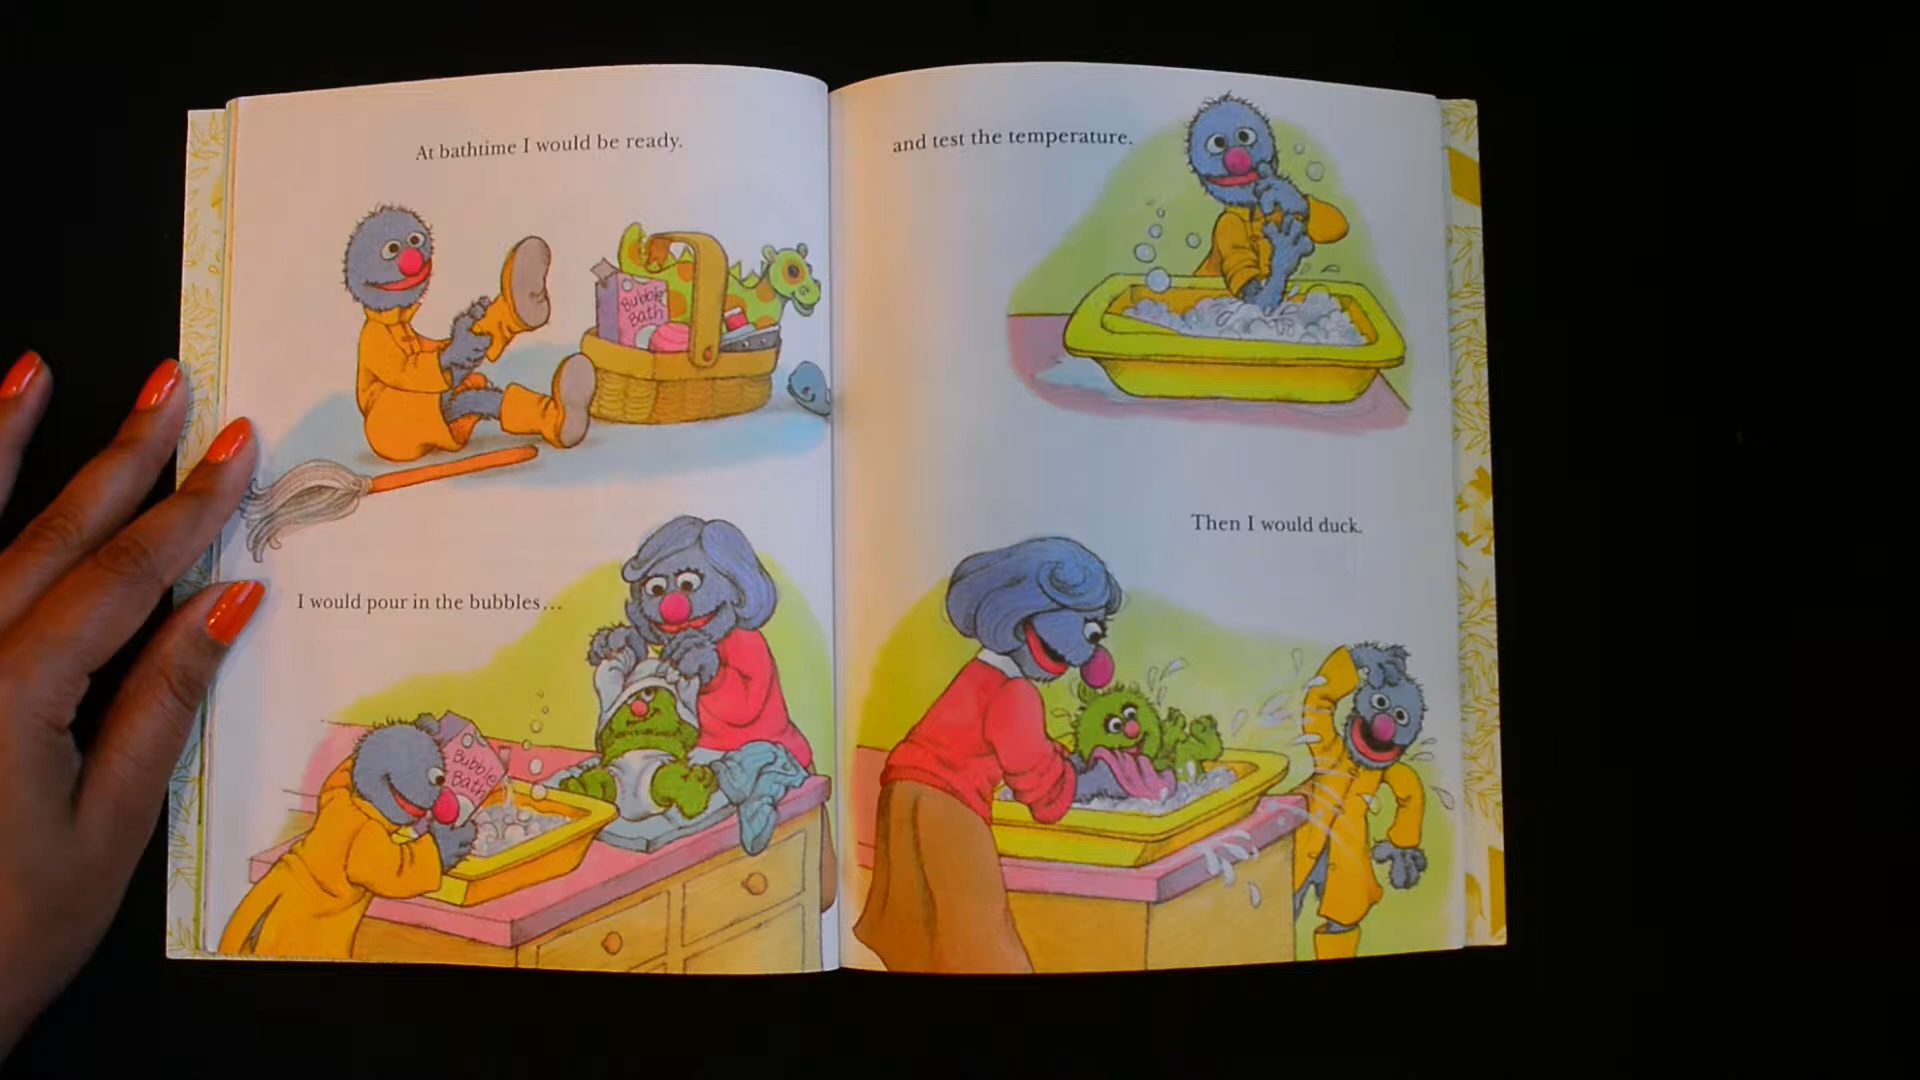 At bathtime I would be ready.
Bubble
Bath
I would pour in the bubbles...
Bubble
Bath
and test the temperature.
Then I would duck.